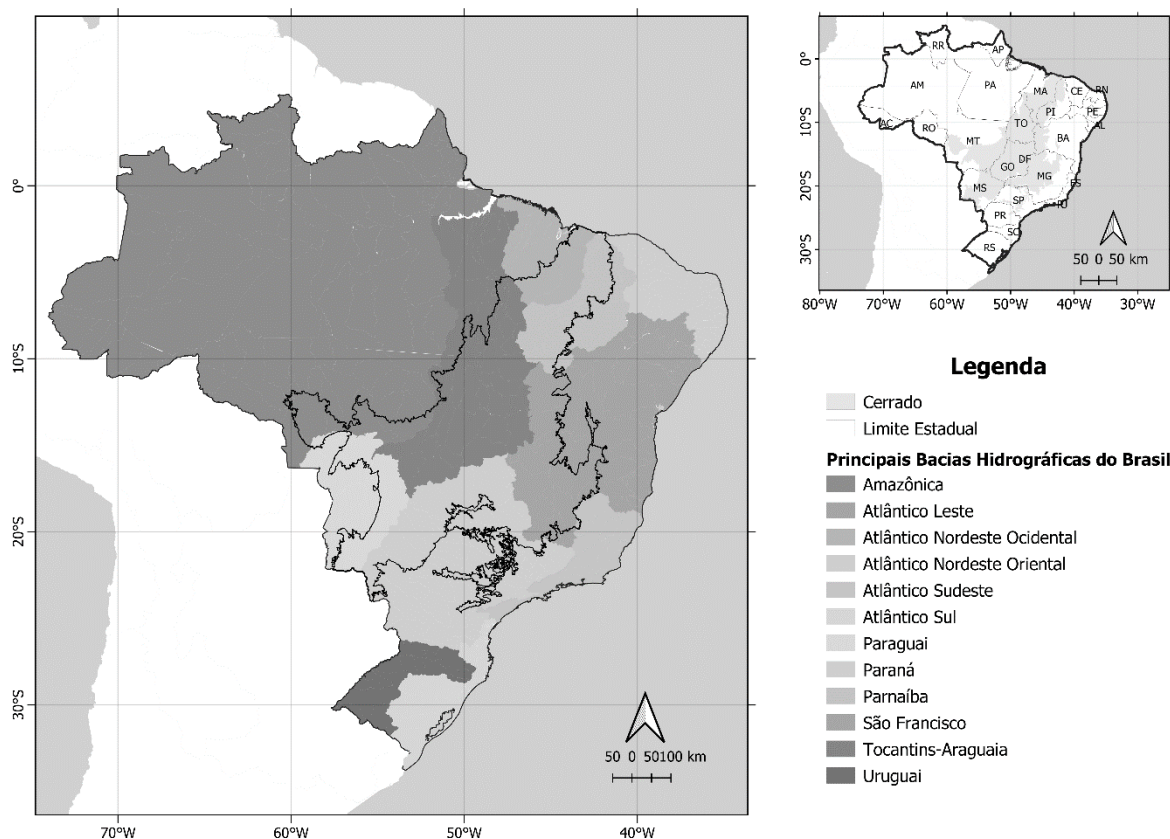 0°
10°S
20°S
30°S
70°W
60°W
50°W
40°W
50 0 50100 km
RR
AP
AM
PA
MA
CE
RN
PI
PE
AL
AC
RO
TO
BA
MT
DF
GO
MG
ES
MS
SP
RJ
PR
SC
RS
0°
10°S
20°S
30°S
50 0 50 km
80°W
70°W
60°W
50°W
40°W
30°W
Legenda
Cerrado
Limite Estadual
Principais Bacias Hidrográficas do Brasil
Amazônica
Atlântico Leste
Atlântico Nordeste Ocidental
Atlântico Nordeste Oriental
Atlântico Sudeste
Atlântico Sul
Paraguai
Paraná
Parnaíba
São Francisco
Tocantins-Araguaia
Uruguai